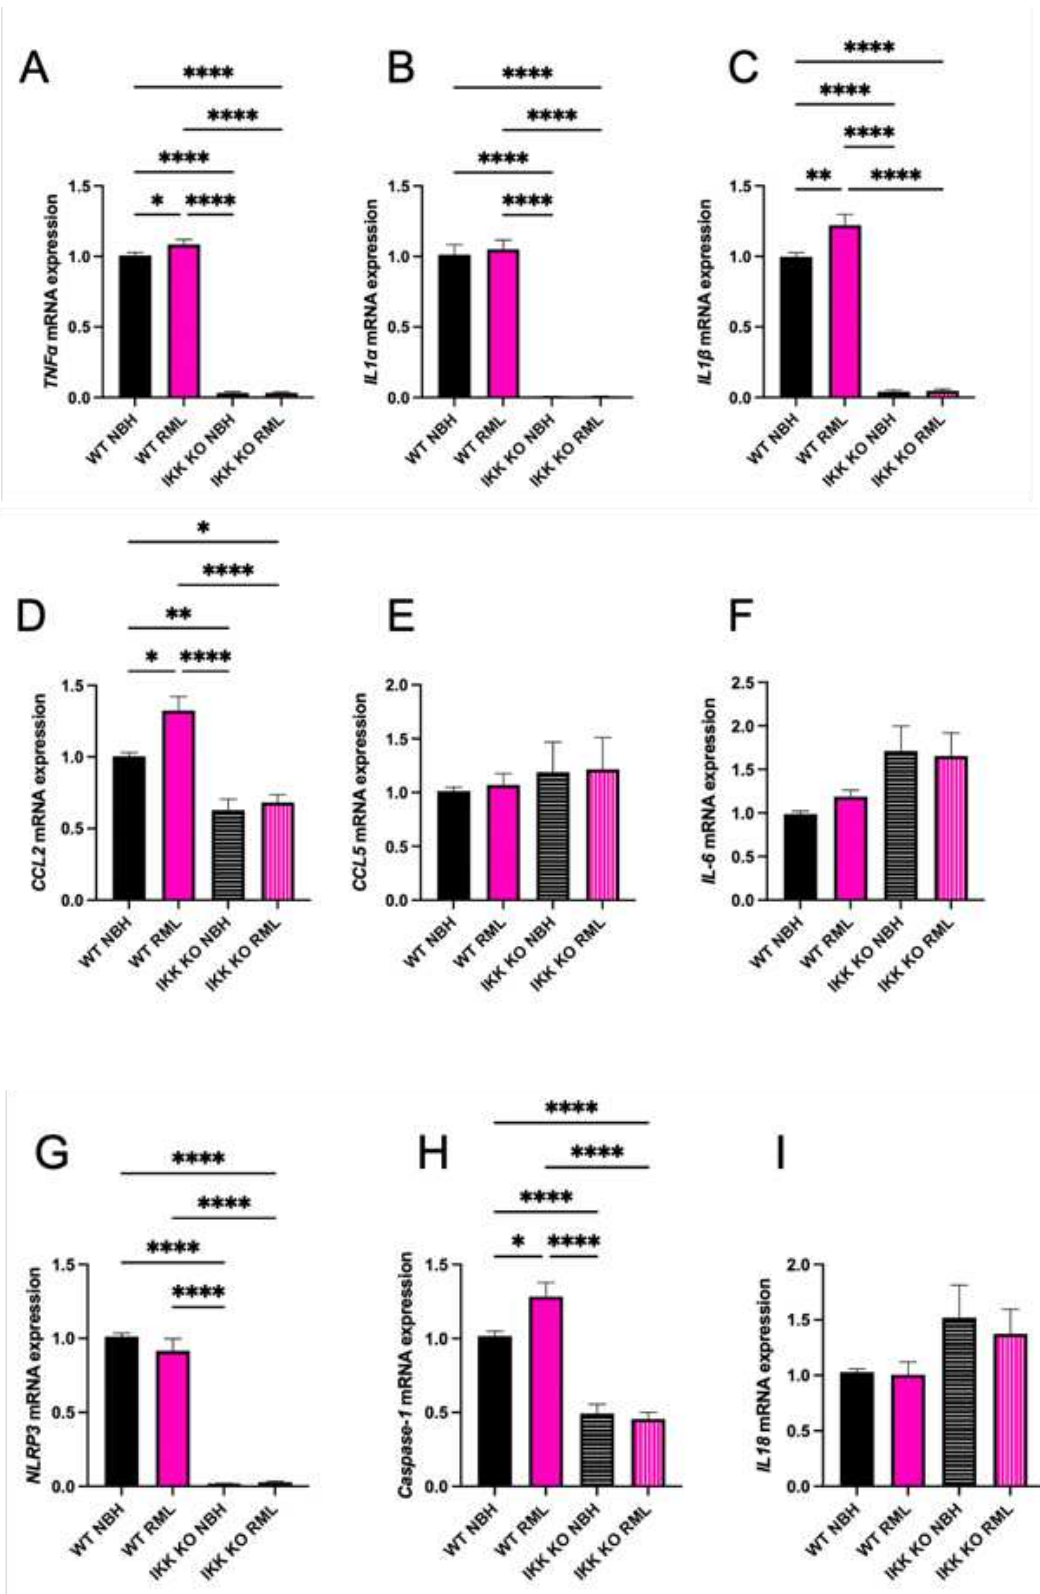 A
B
C
****
****
****
****
****
****
****
****
****
****
* ****
****
** ****
TNFα mRNA expression
1.5
1.0
0.5
0.0
WT NBH
WT RML
IKK KO NBH
IKK KO RML
IL1α mRNA expression
1.5
1.0
0.5
0.0
WT NBH
WT RML
IKK KO NBH
IKK KO RML
IL1β mRNA expression
1.5
1.0
0.5
0.0
WT NBH
WT RML
IKK KO NBH
IKK KO RML
D
E
F
*
****
**
* ****
CCL2 mRNA expression
1.5
1.0
0.5
0.0
WT NBH
WT RML
IKK KO NBH
IKK KO RML
CCL5 mRNA expression
2.0
1.5
1.0
0.5
0.0
WT NBH
WT RML
IKK KO NBH
IKK KO RML
IL-6 mRNA expression
2.5
2.0
1.5
1.0
0.5
0.0
WT NBH
WT RML
IKK KO NBH
IKK KO RML
G
H
I
****
****
****
****
NLRP3 mRNA expression
1.5
1.0
0.5
0.0
WT NBH
WT RML
IKK KO NBH
IKK KO RML
****
****
****
* ****
Caspase-1 mRNA expression
1.5
1.0
0.5
0.0
WT NBH
WT RML
IKK KO NBH
IKK KO RML
IL18 mRNA expression
2.0
1.5
1.0
0.5
0.0
WT NBH
WT RML
IKK KO NBH
IKK KO RML